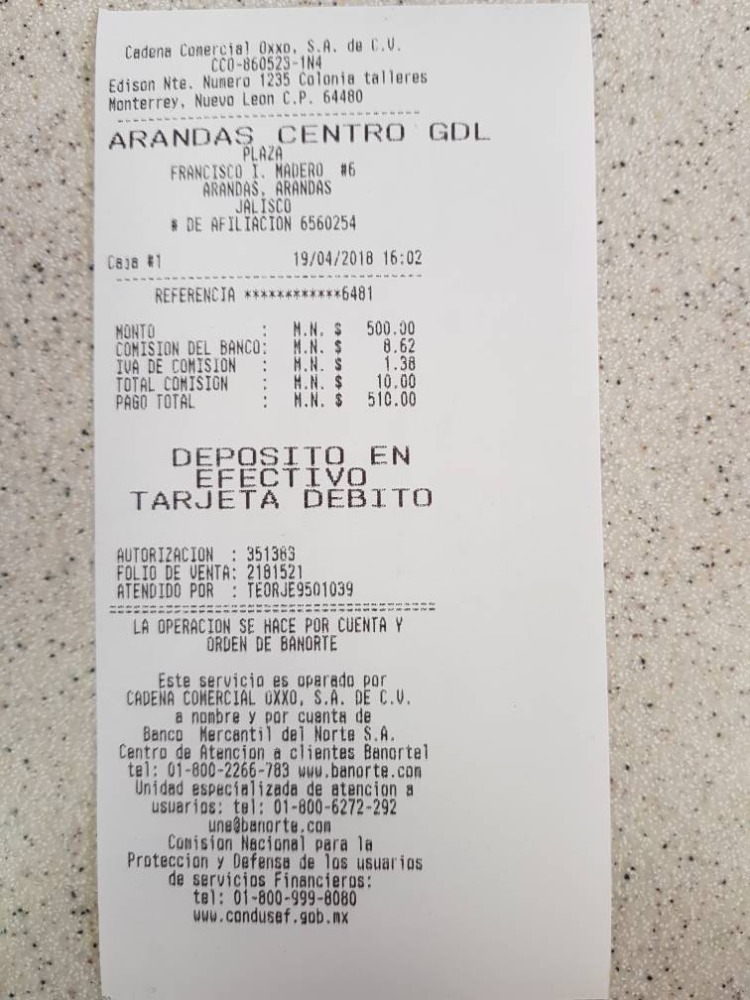 Cadena Comercial Oxxo, S.A. de C.V.
CCO-860523-1N4
Edison Nte. Numero 1235 Colonia talleres
Monterrey, Nuevo Leon C.P. 64480
ARANDAS CENTRO GDL
PLAZA
FRANCISCO I. MADERO #6
ARANDAS, ARANDAS
JALISCO
# DE AFILIACION 6560254
Caja #1 19/04/2018 16:02
REFERENCIA ************6481
MONTO : M.N. $ 500.00
COMISION DEL BANCO: M.N. $ 8.62
IVA DE COMISION : M.N. $ 1.38
TOTAL COMISION : M.N. $ 10.00
PAGO TOTAL : M.N. $ 510.00
DEPOSITO EN
EFECTIVO
TARJETA DEBITO
AUTORIZACION : 351383
FOLIO DE VENTA: 2181521
ATENDIDO POR : TEORJE9501039
LA OPERACION SE HACE POR CUENTA Y
ORDEN DE BANORTE
Este servicio es operado por
CADENA COMERCIAL OXXO, S.A. DE C.V.
a nombre y por cuenta de
Banco Mercantil del Norte S.A.
Centro de Atencion a clientes Banortel
tel: 01-800-2266-783 www.banorte.com
Unidad especializada de atencion a
usuarios: tel: 01-800-6272-292
une@banorte.com
Comision Nacional para la
Proteccion y Defensa de los usuarios
de servicios Financieros:
tel: 01-800-999-8080
www.condusef.gob.mx